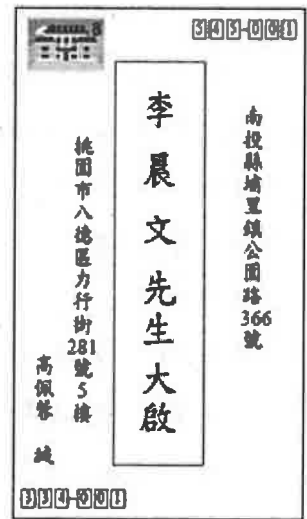 545-001
南投縣埔里鎮公園路366號
李晨文先生大啟
桃園市八德區力行街281號5樓
高佩蓉 緘
334-001